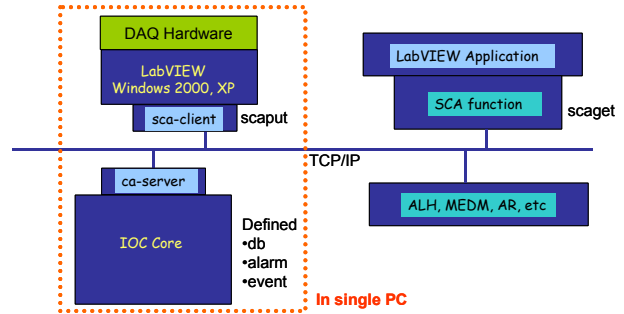 DAQ Hardware
LabVIEW
Windows 2000, XP
sca-client
scaput
LabVIEW Application
SCA function
scaget
TCP/IP
ca-server
IOC Core
Defined
•db
•alarm
•event
ALH, MEDM, AR, etc
In single PC